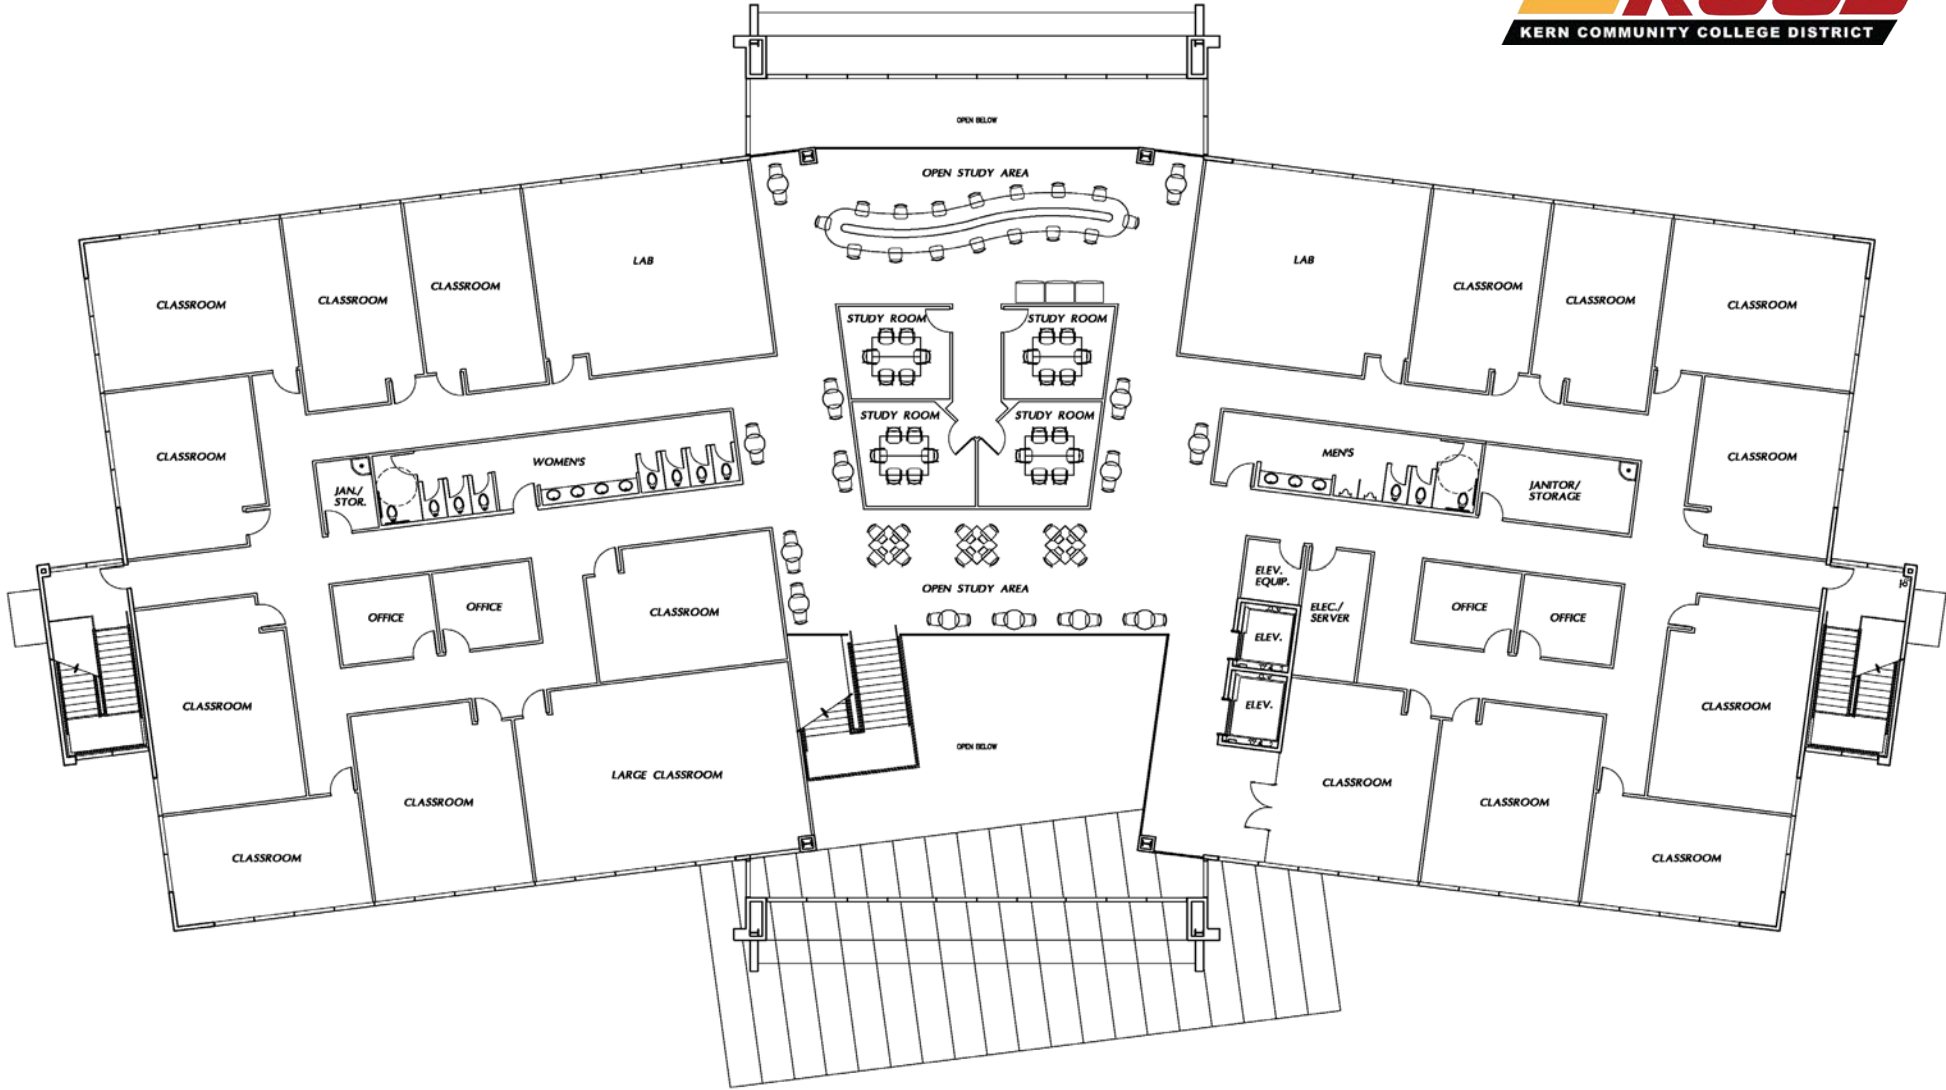 KERN COMMUNITY COLLEGE DISTRICT
OPEN BELOW
OPEN STUDY AREA
LAB
LAB
CLASSROOM
CLASSROOM
CLASSROOM
CLASSROOM
CLASSROOM
CLASSROOM
STUDY ROOM
STUDY ROOM
STUDY ROOM
STUDY ROOM
CLASSROOM
WOMEN'S
MEN'S
CLASSROOM
JAN./
STOR.
JANITOR/
STORAGE
ELEV.
EQUIP.
OPEN STUDY AREA
OFFICE
OFFICE
CLASSROOM
ELEC./
SERVER
OFFICE
OFFICE
ELEV.
CLASSROOM
ELEV.
CLASSROOM
OPEN BELOW
LARGE CLASSROOM
CLASSROOM
CLASSROOM
CLASSROOM
CLASSROOM
CLASSROOM